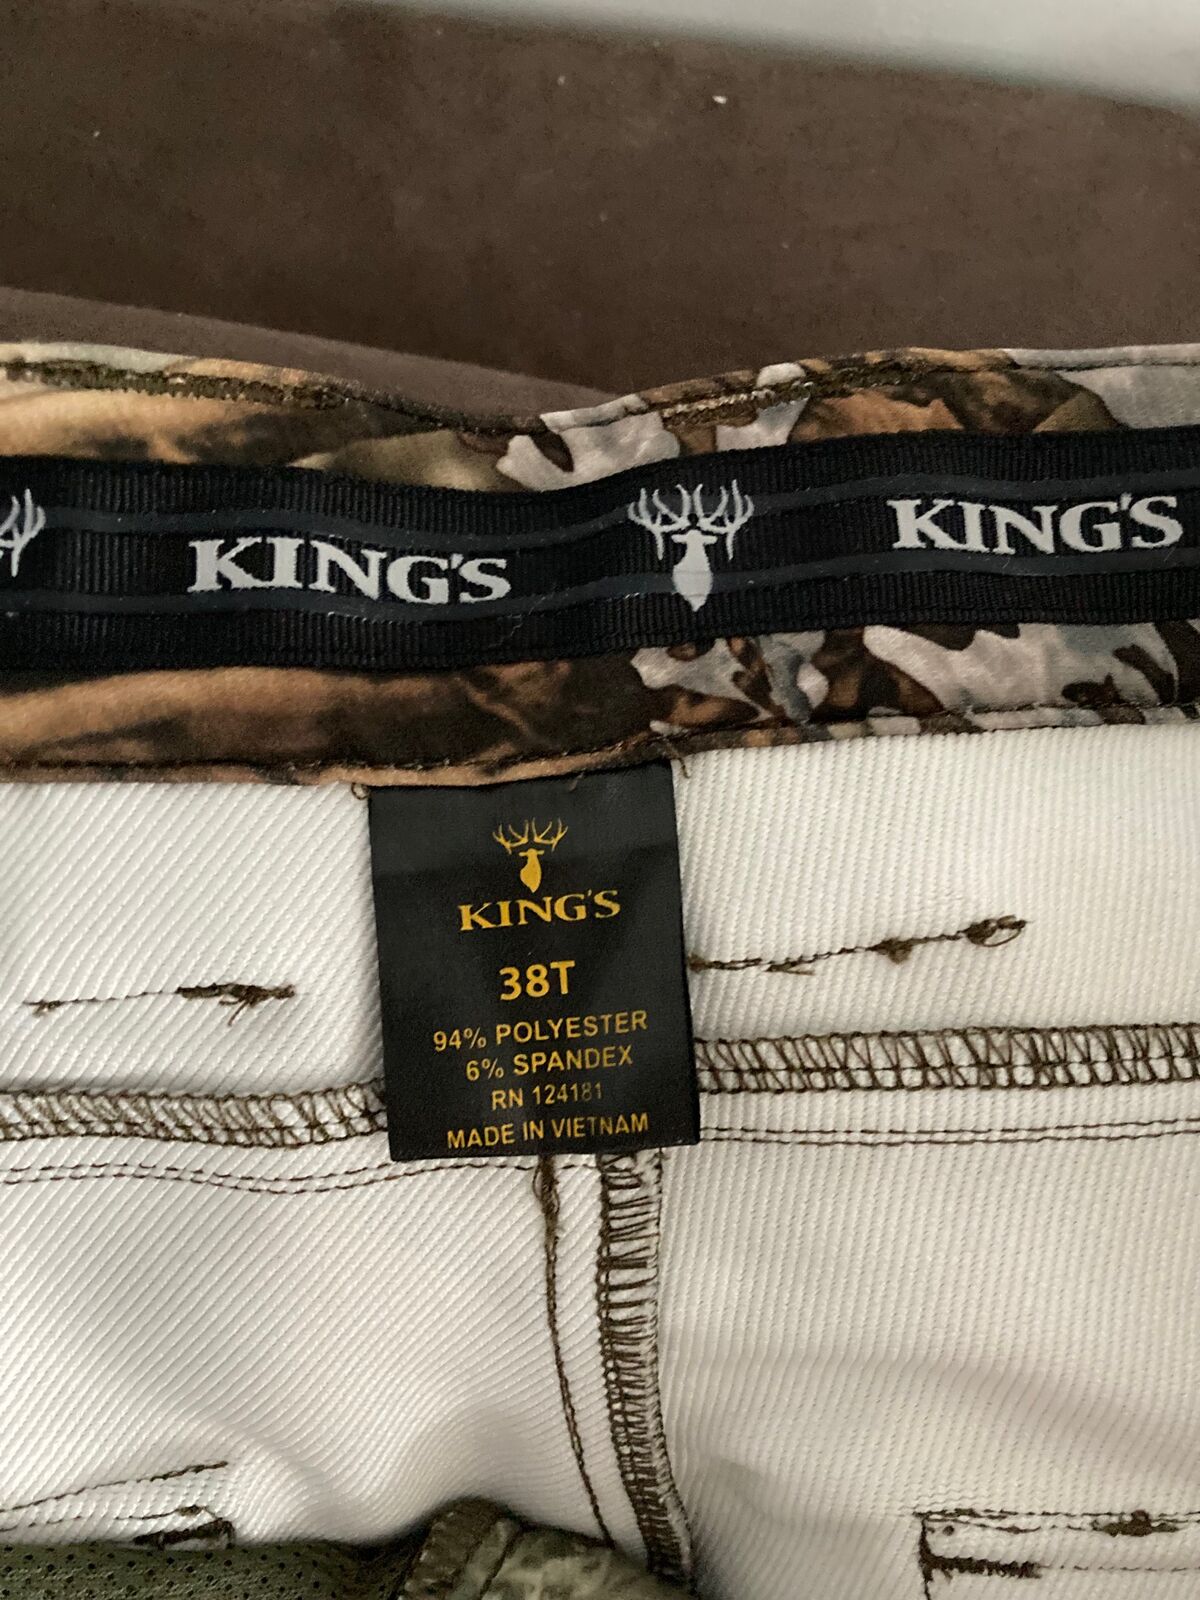 KING'S
KING'S
KING'S
38T
94% POLYESTER
6% SPANDEX
RN 124181
MADE IN VIETNAM